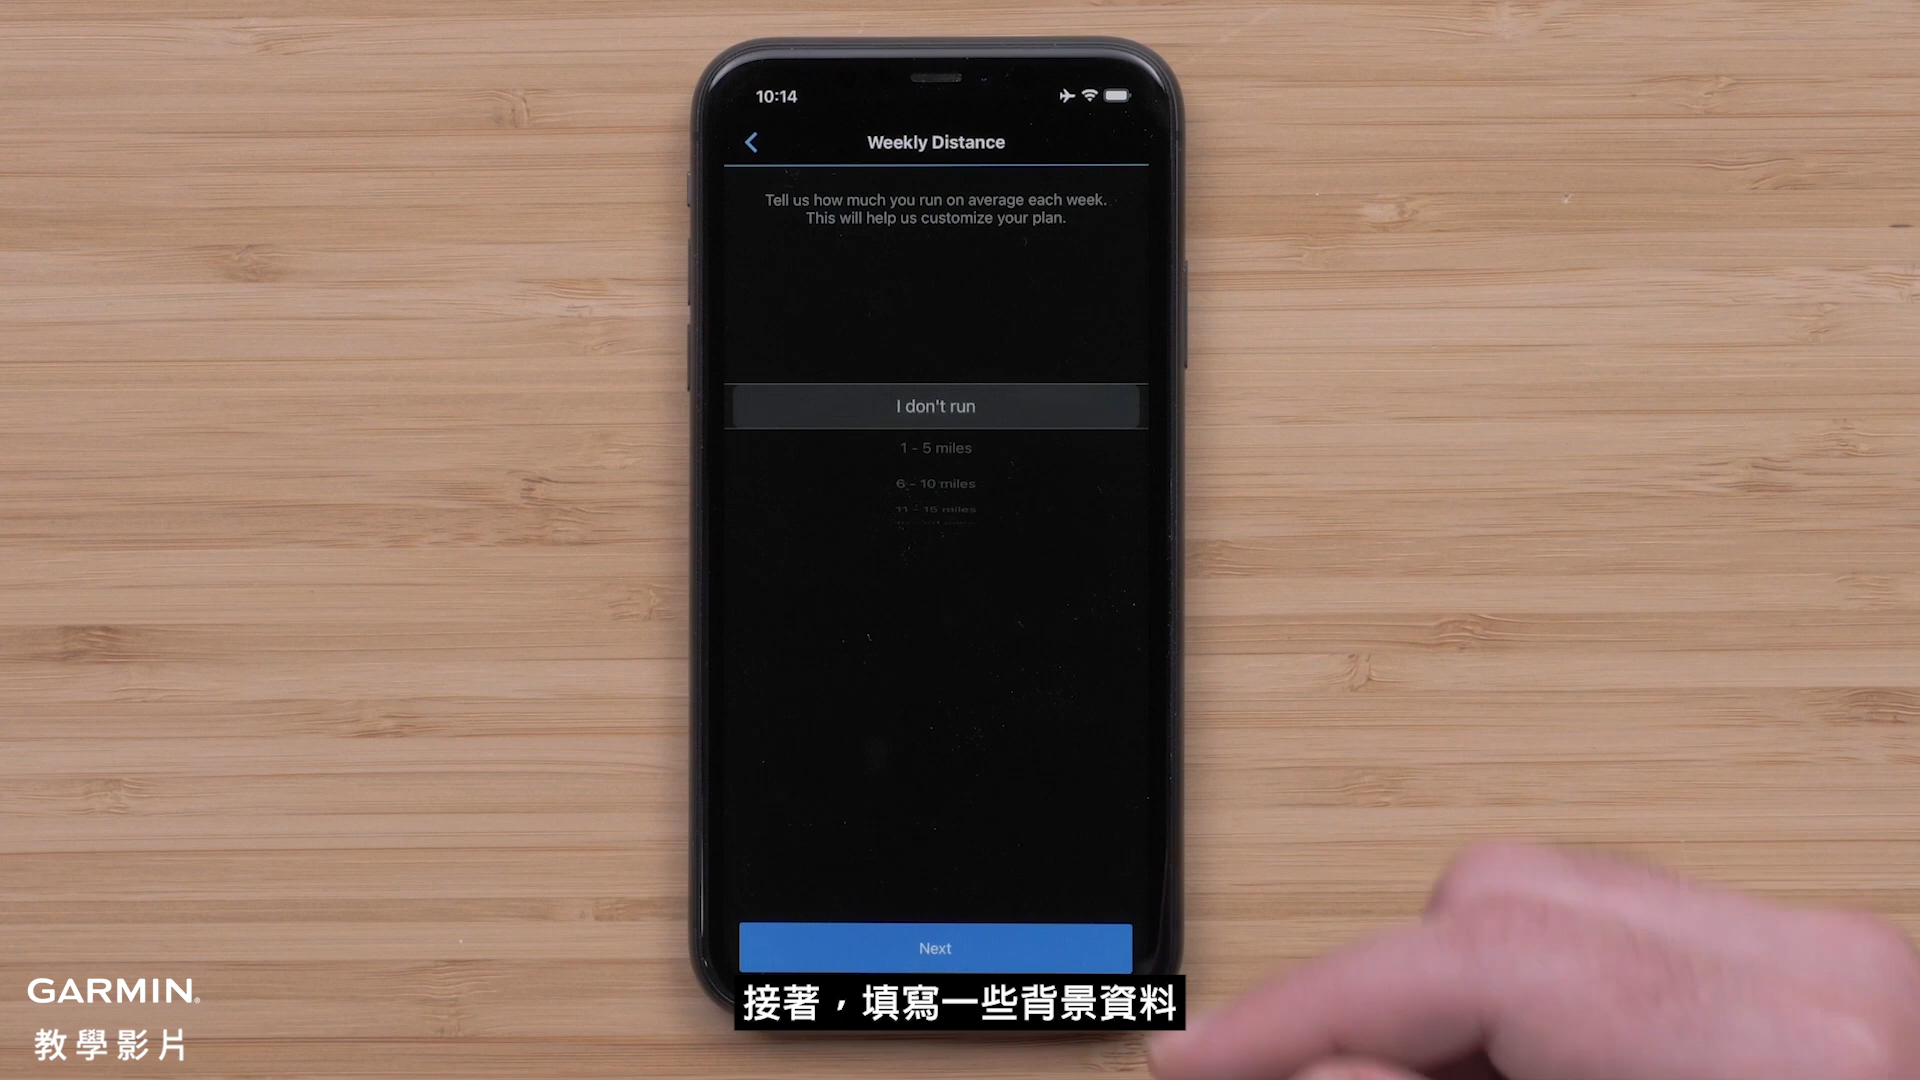 10:14
Weekly Distance
Tell us how much you run on average each week.
This will help us customize your plan.
I don't run
1 - 5 miles
6 - 10 miles
11 - 15 miles
Next
接著，填寫一些背景資料
GARMIN®
教學影片